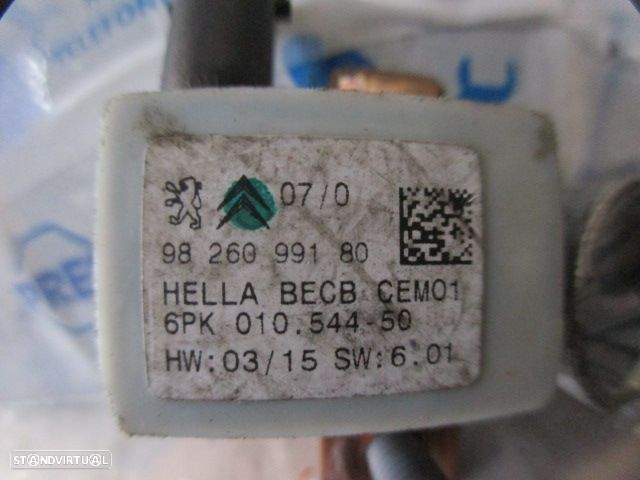 07/0
98 260 991 80
HELLA BECB CEM01
6PK 010.544-50
HW:03/15 SW:6.01
STANDVIRTUAL